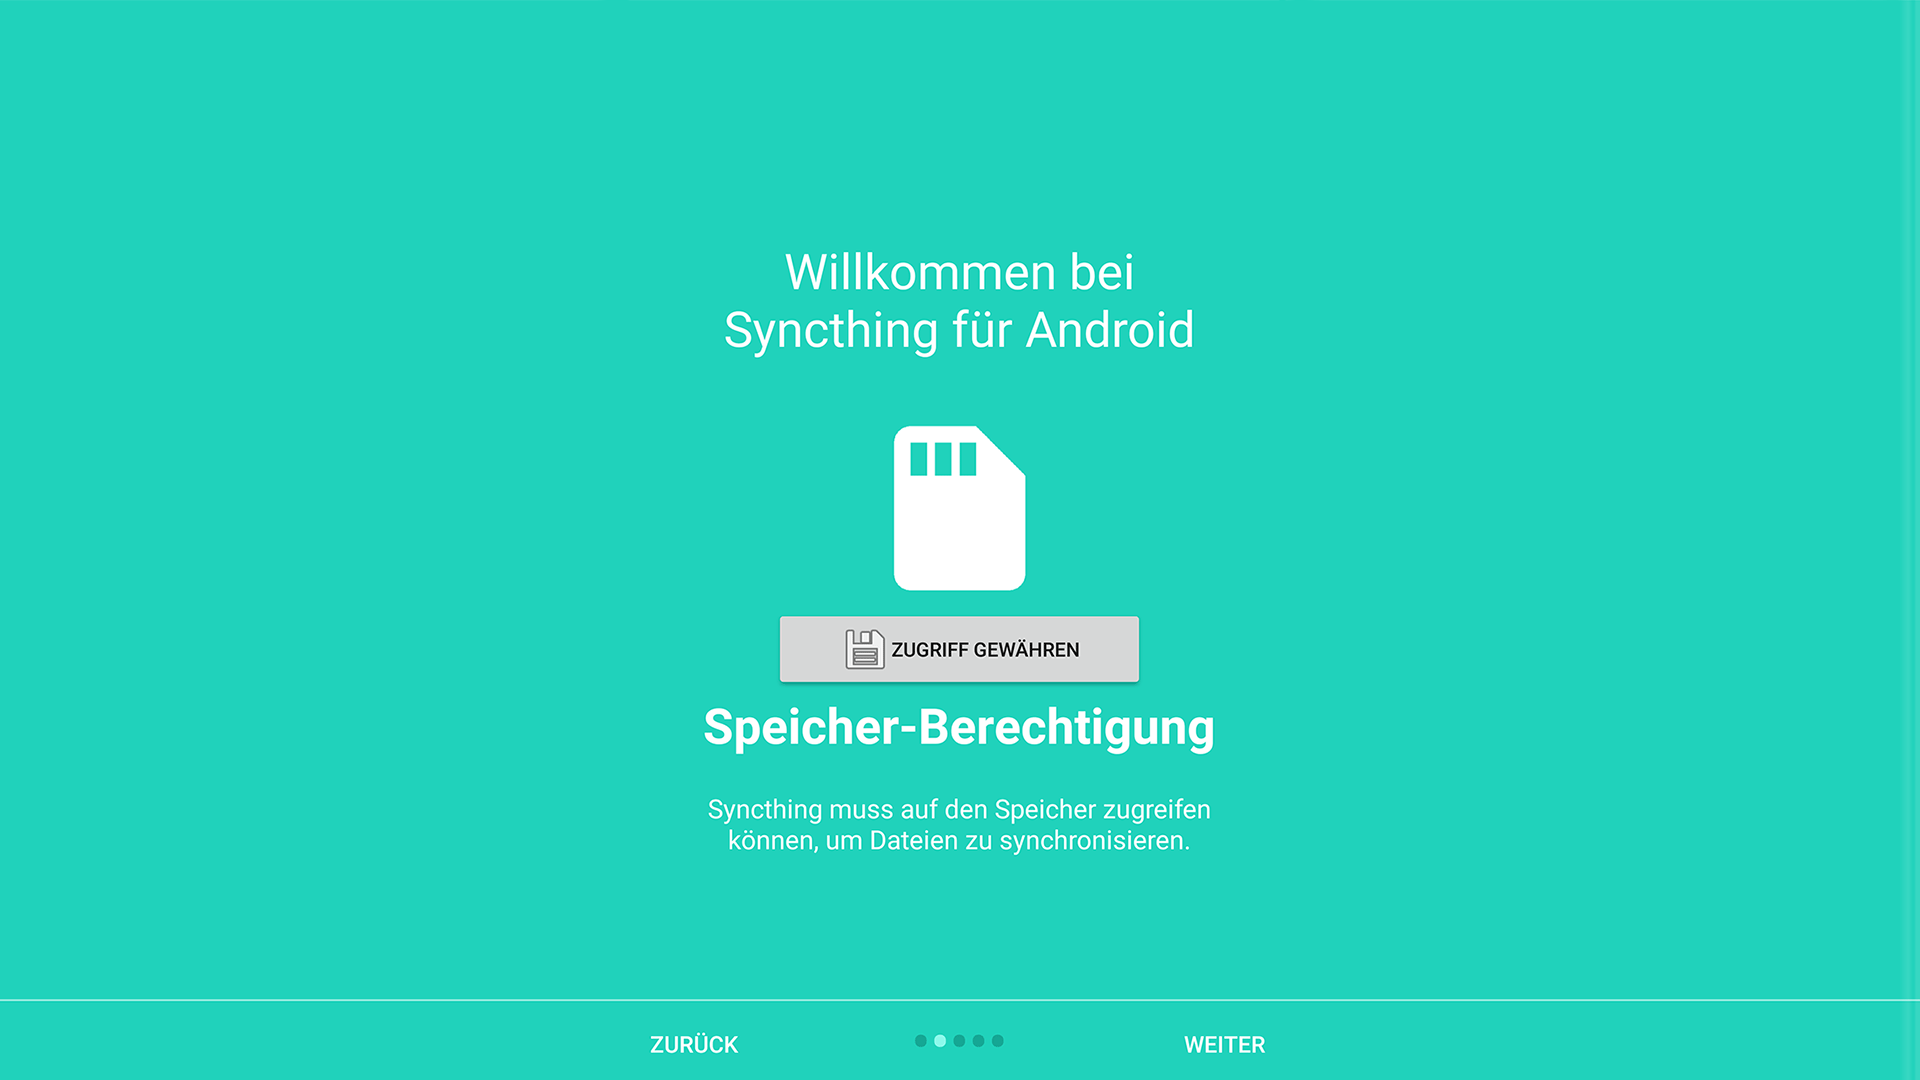 Willkommen bei
Syncthing für Android
ZUGRIFF GEWÄHREN
Speicher-Berechtigung
Syncthing muss auf den Speicher zugreifen
können, um Dateien zu synchronisieren.
ZURÜCK
WEITER